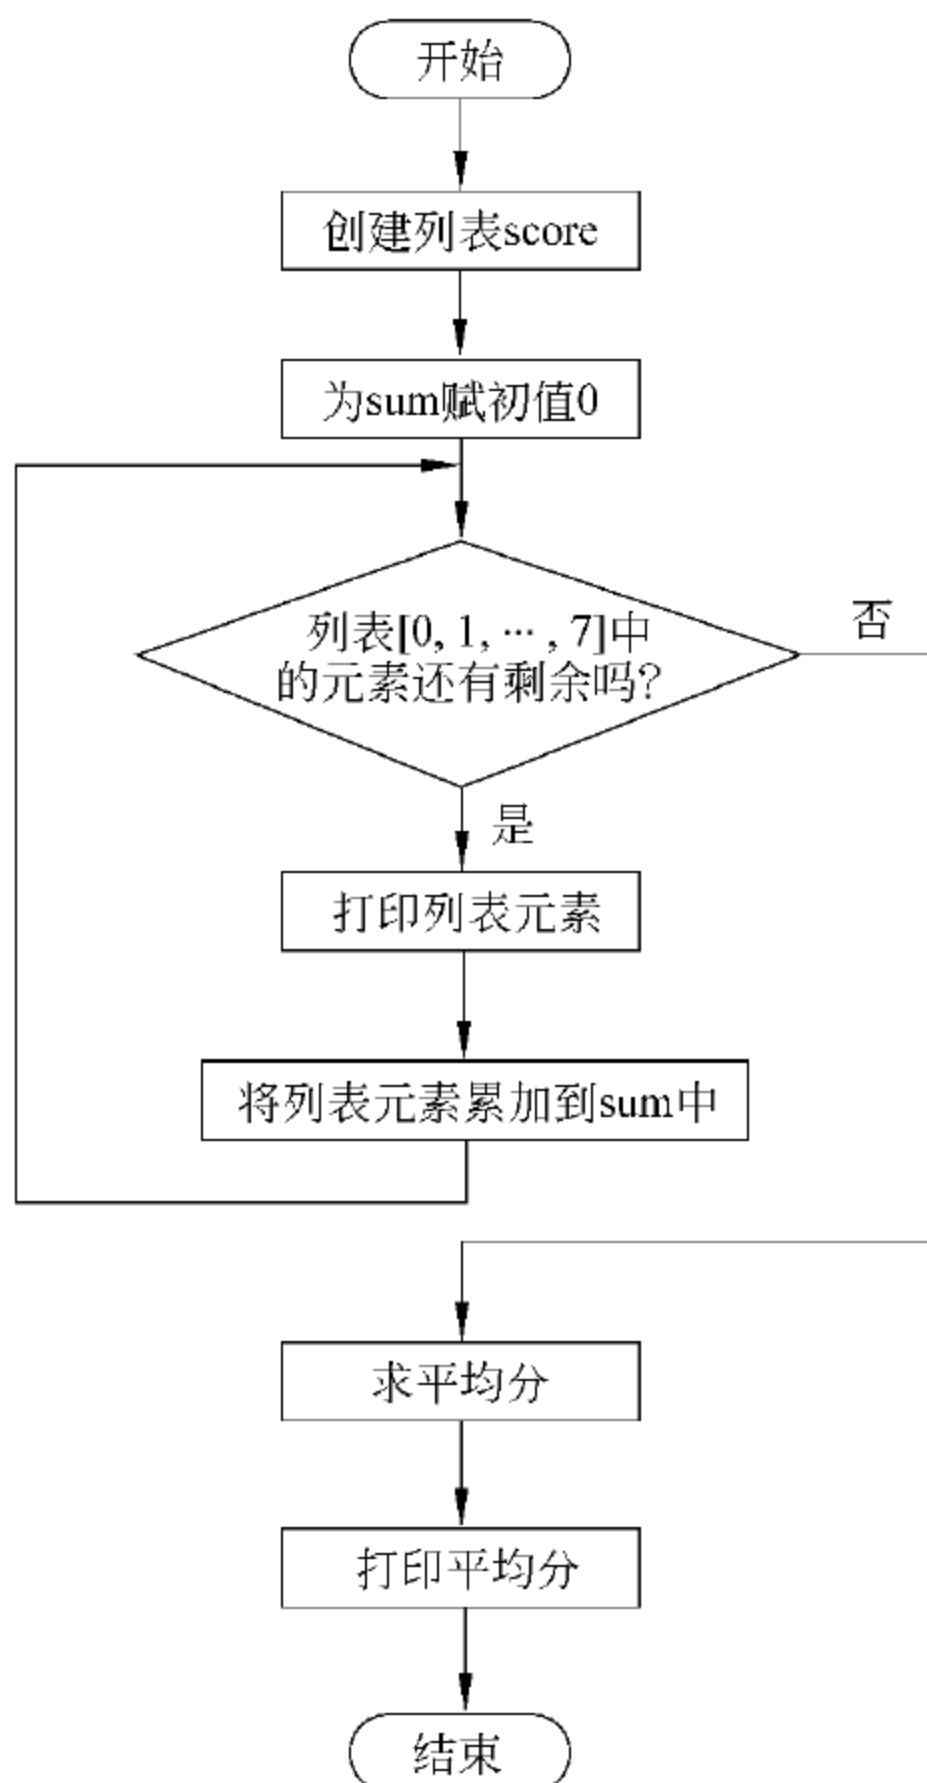 开始
创建列表score
为sum赋初值0
列表[0, 1, …, 7]中
的元素还有剩余吗?
否
是
打印列表元素
将列表元素累加到sum中
求平均分
打印平均分
结束